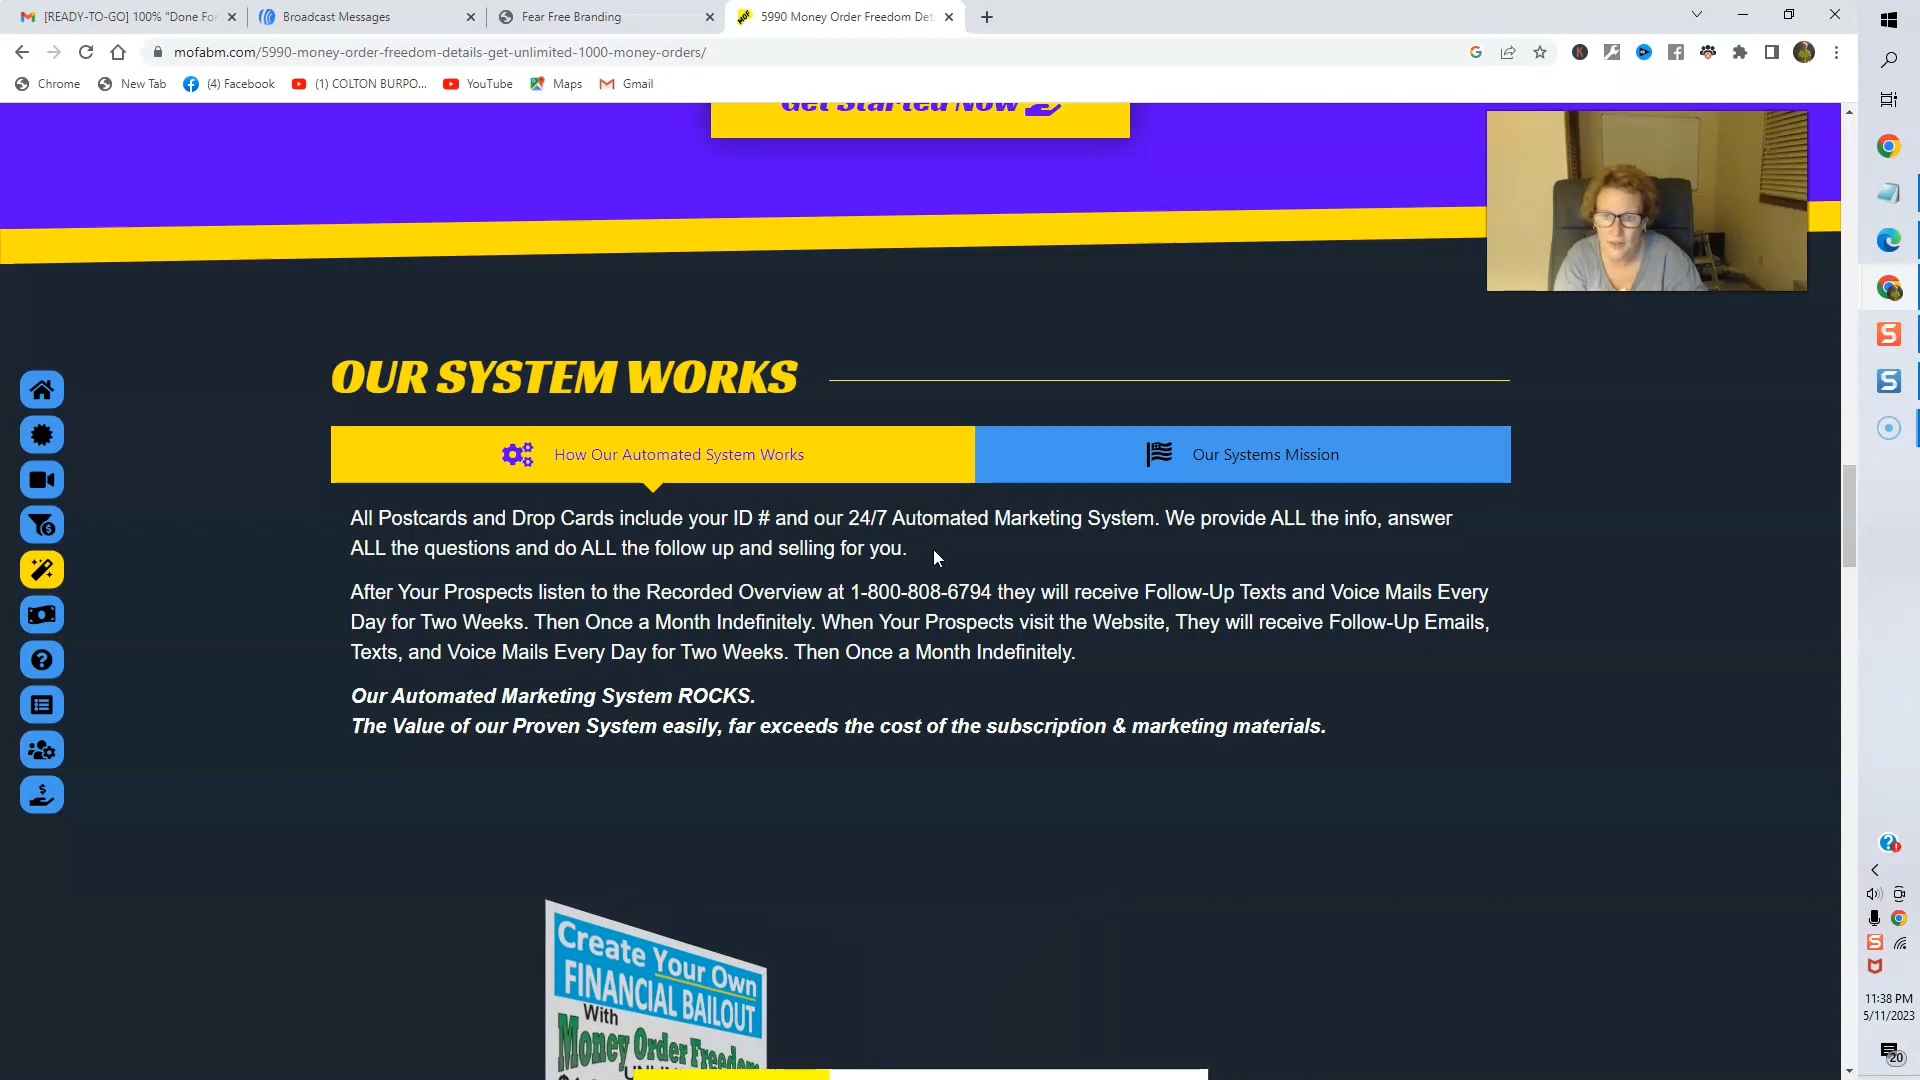 [READY-TO-GO] 100% "Done For
Broadcast Messages
Fear Free Branding
5990 Money Order Freedom Det
mofabm.com/5990-money-order-freedom-details-get-unlimited-1000-money-orders/
Chrome
New Tab
(4) Facebook
(1) COLTON BURPO...
YouTube
Maps
Gmail
Get Started Now
OUR SYSTEM WORKS
How Our Automated System Works
Our Systems Mission
All Postcards and Drop Cards include your ID # and our 24/7 Automated Marketing System. We provide ALL the info, answer
ALL the questions and do ALL the follow up and selling for you.
After Your Prospects listen to the Recorded Overview at 1-800-808-6794 they will receive Follow-Up Texts and Voice Mails Every
Day for Two Weeks. Then Once a Month Indefinitely. When Your Prospects visit the Website, They will receive Follow-Up Emails,
Texts, and Voice Mails Every Day for Two Weeks. Then Once a Month Indefinitely.
Our Automated Marketing System ROCKS.
The Value of our Proven System easily, far exceeds the cost of the subscription & marketing materials.
Create Your Own
FINANCIAL BAILOUT
With
Money Order Freedom
11:38 PM
5/11/2023
20